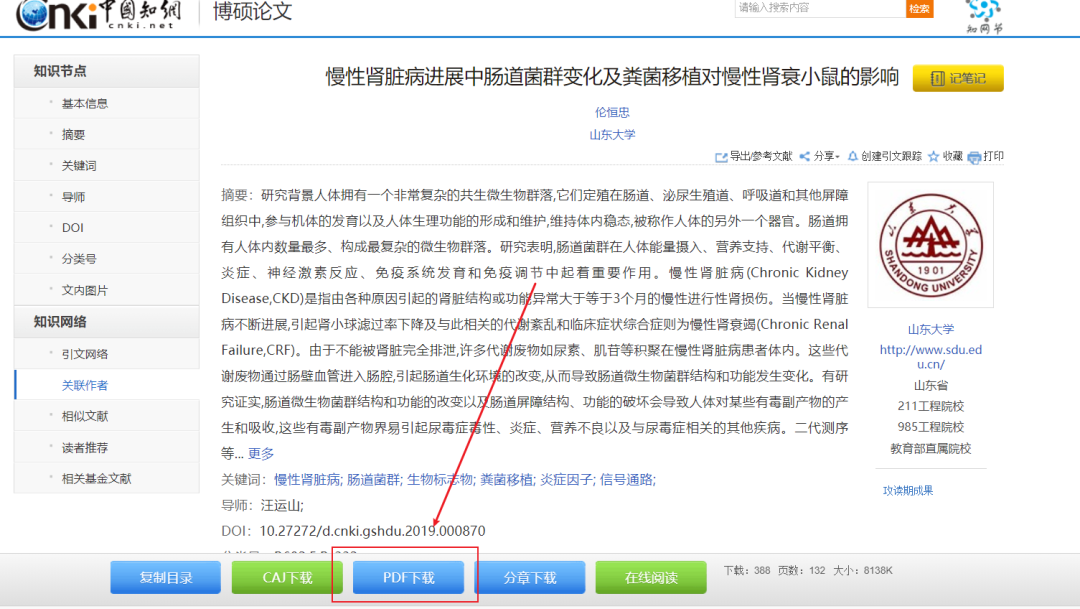 Cnki中国知网
cnki.net
博硕论文
请输入搜索内容
检索
知网节
知识节点
基本信息
摘要
关键词
导师
DOI
分类号
文内图片
知识网络
引文网络
关联作者
相似文献
读者推荐
相关基金文献
慢性肾脏病进展中肠道菌群变化及粪菌移植对慢性肾衰小鼠的影响
记笔记
伦恒忠
山东大学
导出/参考文献 分享 创建引文跟踪 收藏 打印
摘要：研究背景人体拥有一个非常复杂的共生微生物群落,它们定殖在肠道、泌尿生殖道、呼吸道和其他屏障
组织中,参与机体的发育以及人体生理功能的形成和维护,维持体内稳态,被称作人体的另外一个器官。肠道拥
有人体内数量最多、构成最复杂的微生物群落。研究表明,肠道菌群在人体能量摄入、营养支持、代谢平衡、
炎症、神经激素反应、免疫系统发育和免疫调节中起着重要作用。慢性肾脏病(Chronic Kidney
Disease,CKD)是指由各种原因引起的肾脏结构或功能异常大于等于3个月的慢性进行性肾损伤。当慢性肾脏
病不断进展,引起肾小球滤过率下降及与此相关的代谢紊乱和临床症状综合症则为慢性肾衰竭(Chronic Renal
Failure,CRF)。由于不能被肾脏完全排泄,许多代谢废物如尿素、肌苷等积聚在慢性肾脏病患者体内。这些代
谢废物通过肠壁血管进入肠腔,引起肠道生化环境的改变,从而导致肠道微生物菌群结构和功能发生变化。有研
究证实,肠道微生物菌群结构和功能的改变以及肠道屏障结构、功能的破坏会导致人体对某些有毒副产物的产
生和吸收,这些有毒副产物界易引起尿毒症毒性、炎症、营养不良以及与尿毒症相关的其他疾病。二代测序
等... 更多
关键词：慢性肾脏病; 肠道菌群; 生物标志物; 粪菌移植; 炎症因子; 信号通路;
导师：汪运山;
DOI：10.27272/d.cnki.gshdu.2019.000870
山东大学
SHANDONG UNIVERSITY
1901
山东大学
http://www.sdu.ed
u.cn/
山东省
211工程院校
985工程院校
教育部直属院校
攻读期成果
复制目录
CAJ下载
PDF下载
分章下载
在线阅读
下载：388 页数：132 大小：8138K